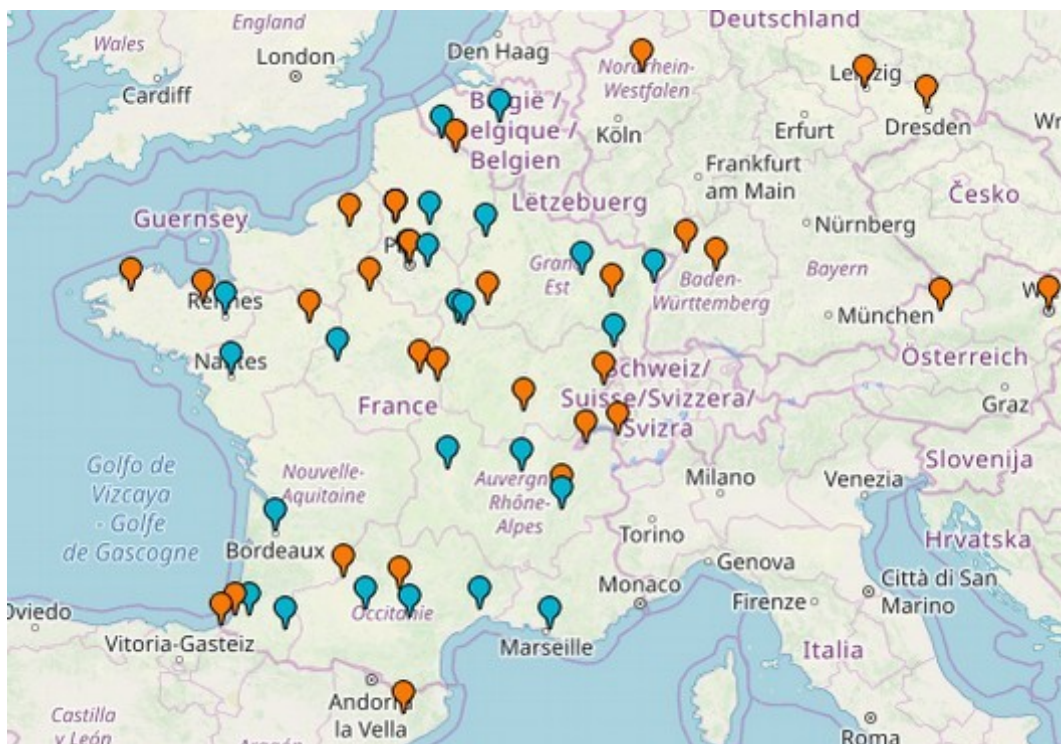 England
Wales
London
Cardiff
Deutschland
Den Haag
Nordrhein-
Westfalen
Leipzig
België /
Belgique /
Belgien
Köln
Erfurt
Dresden
Frankfurt
am Main
Česko
Lëtzebuerg
Guernsey
Nürnberg
Grand
Est
Baden-
Württemberg
Bayern
Rennes
München
Österreich
Nantes
Schweiz/
Suisse/Svizzera/
Svizra
Graz
France
Slovenija
Golfo de
Vizcaya
- Golfe
de Gascogne
Nouvelle-
Aquitaine
Auvergne
Rhône-
Alpes
Milano
Venezia
Torino
Hrvatska
Bordeaux
Genova
Monaco
Città di San
Marino
Firenze
Oviedo
Occitanie
Vitoria-Gasteiz
Marseille
Italia
Andorra
la Vella
Castilla
y León
Aragón
Roma